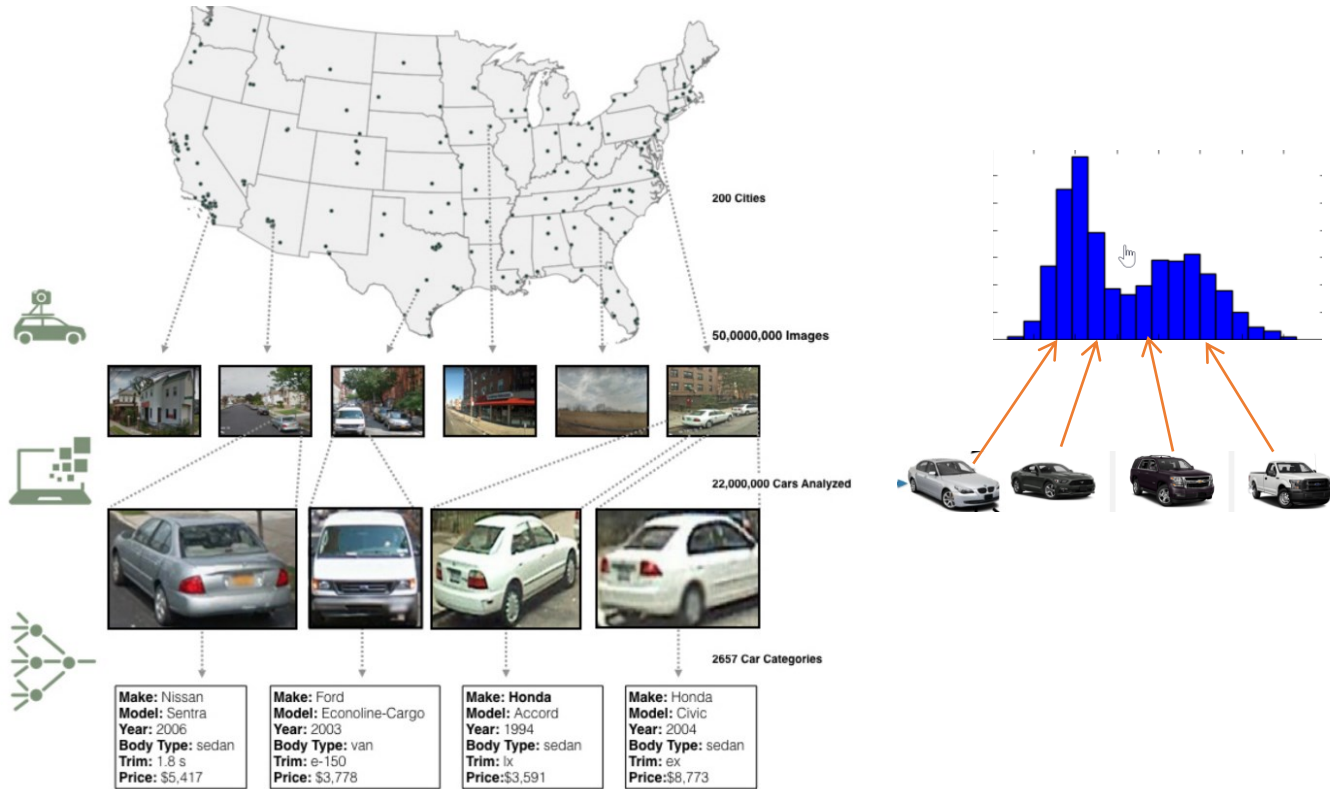 200 Cities
50,0000,000 Images
22,000,000 Cars Analyzed
2657 Car Categories
Make: Nissan
Model: Sentra
Year: 2006
Body Type: sedan
Trim: 1.8 s
Price: $5,417
Make: Ford
Model: Econoline-Cargo
Year: 2003
Body Type: van
Trim: e-150
Price: $3,778
Make: Honda
Model: Accord
Year: 1994
Body Type: sedan
Trim: lx
Price:$3,591
Make: Honda
Model: Civic
Year: 2004
Body Type: sedan
Trim: ex
Price:$8,773